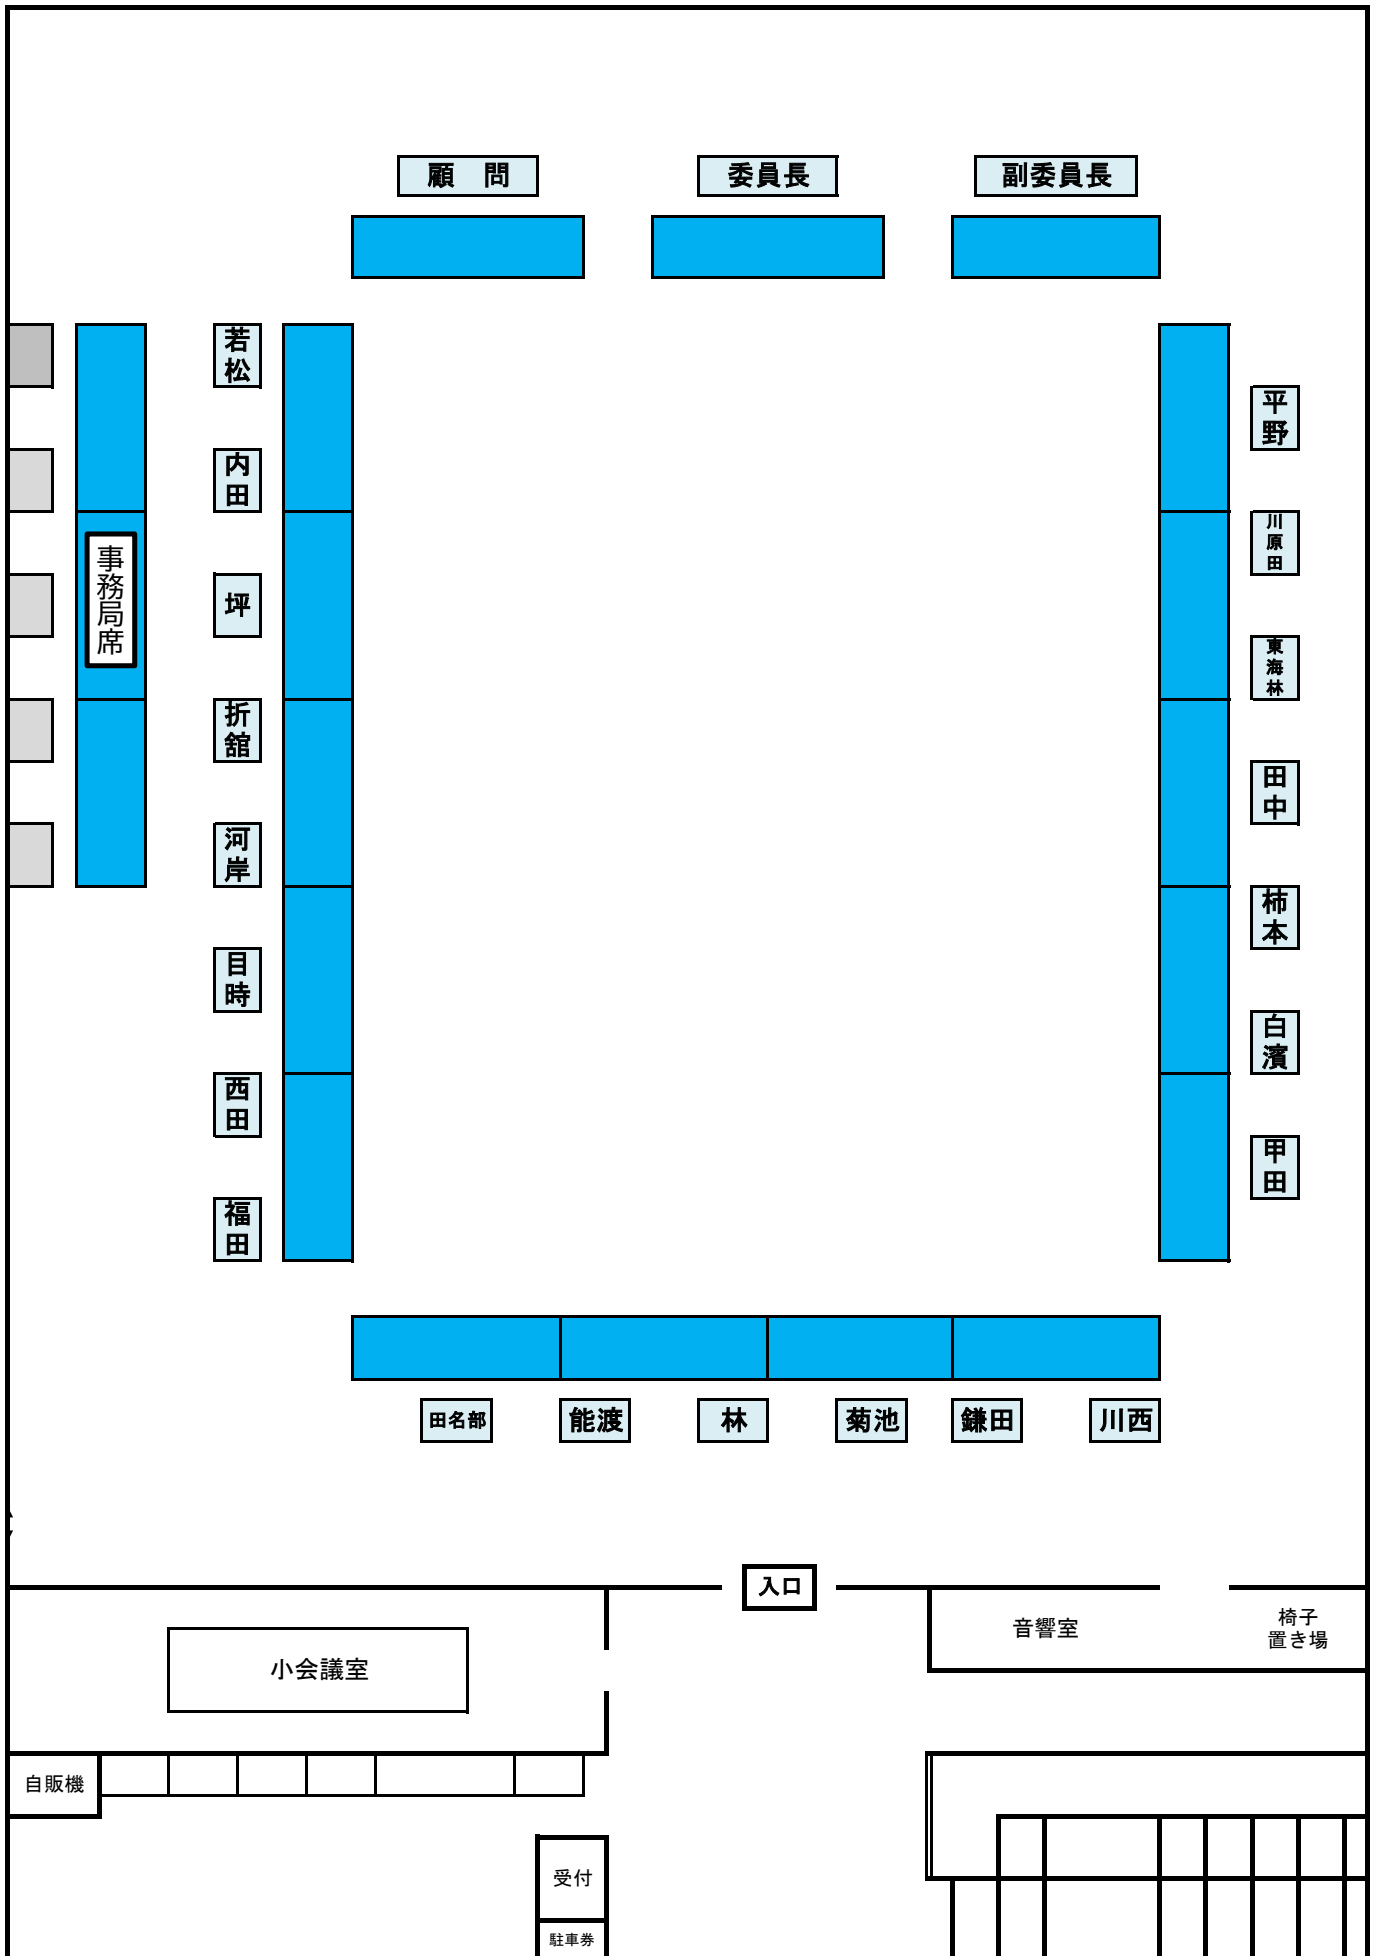 顧　問
委員長
副委員長
若松
内田
坪
折舘
河岸
目時
西田
福田
事務局席
平野
川原田
東海林
田中
柿本
白濱
甲田
田名部
能渡
林
菊池
鎌田
川西
入口
小会議室
音響室
椅子
置き場
自販機
受付
駐車券